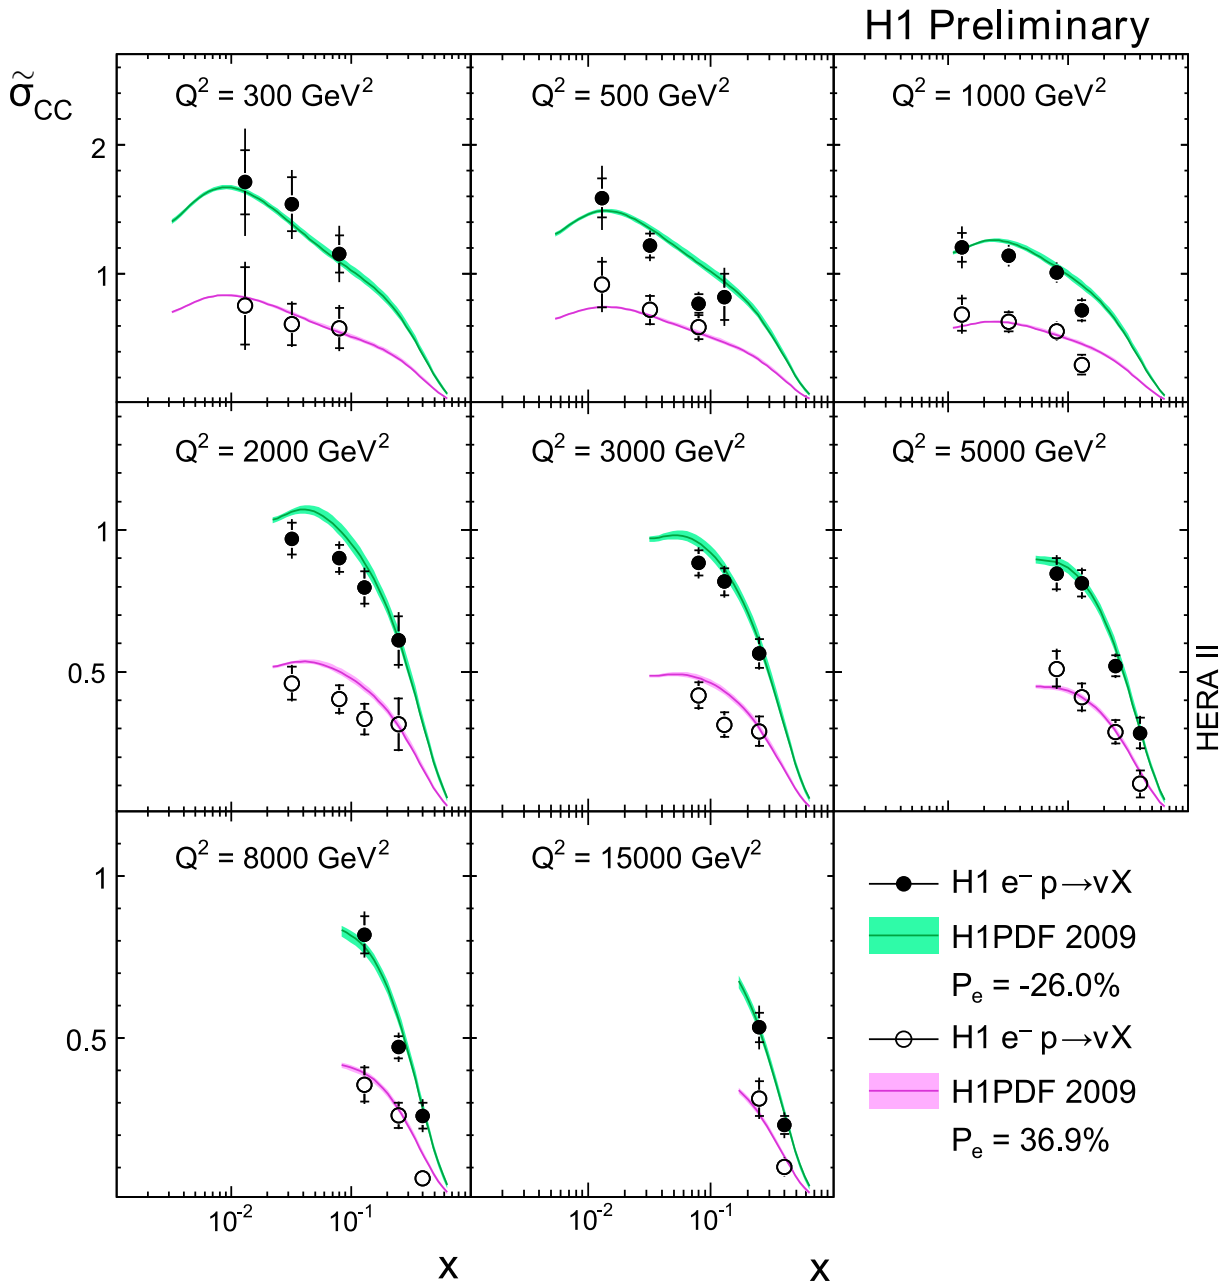 H1 Preliminary
σ̃CC
Q² = 300 GeV²
Q² = 500 GeV²
Q² = 1000 GeV²
2
1
Q² = 2000 GeV²
Q² = 3000 GeV²
Q² = 5000 GeV²
1
0.5
HERA II
Q² = 8000 GeV²
Q² = 15000 GeV²
1
0.5
H1 e⁻ p→νX
H1PDF 2009
Pₑ = -26.0%
H1 e⁻ p→νX
H1PDF 2009
Pₑ = 36.9%
10⁻² 10⁻¹ 10⁻² 10⁻¹
x x